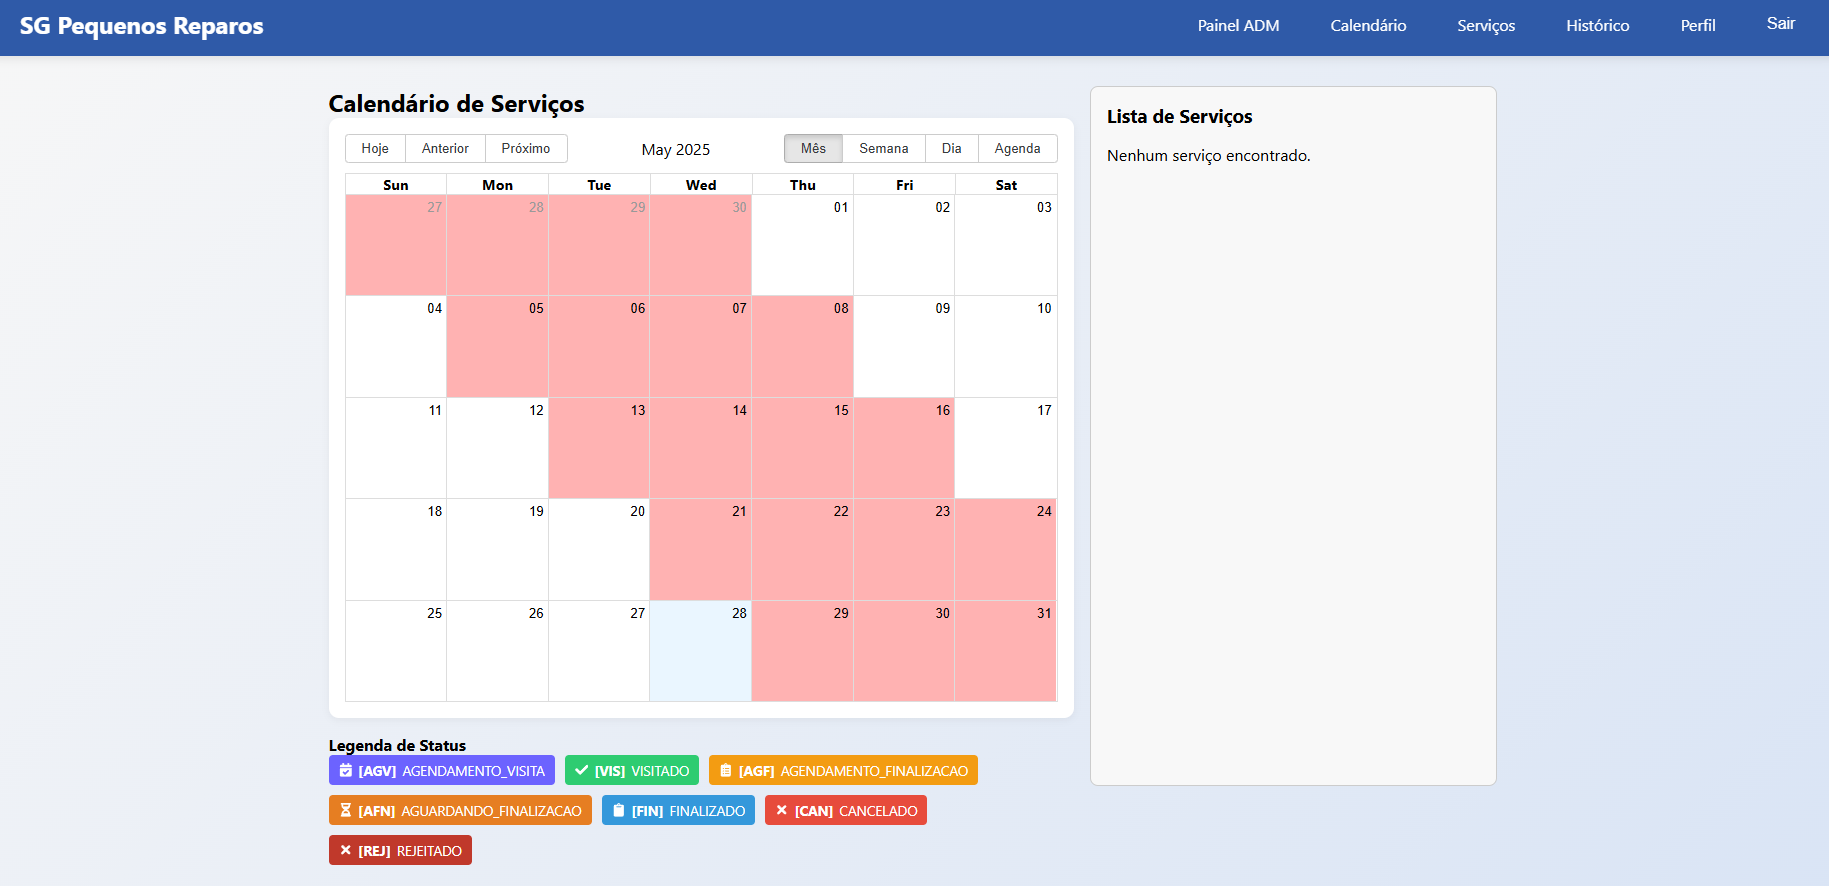 SG Pequenos Reparos
Painel ADM Calendário Serviços Histórico Perfil Sair
Calendário de Serviços
Hoje Anterior Próximo May 2025 Mês Semana Dia Agenda
Sun Mon Tue Wed Thu Fri Sat
27 28 29 30 01 02 03
04 05 06 07 08 09 10
11 12 13 14 15 16 17
18 19 20 21 22 23 24
25 26 27 28 29 30 31
Legenda de Status
[AGV] AGENDAMENTO_VISITA [VIS] VISITADO [AGF] AGENDAMENTO_FINALIZACAO
[AFN] AGUARDANDO_FINALIZACAO [FIN] FINALIZADO [CAN] CANCELADO
[REJ] REJEITADO
Lista de Serviços
Nenhum serviço encontrado.